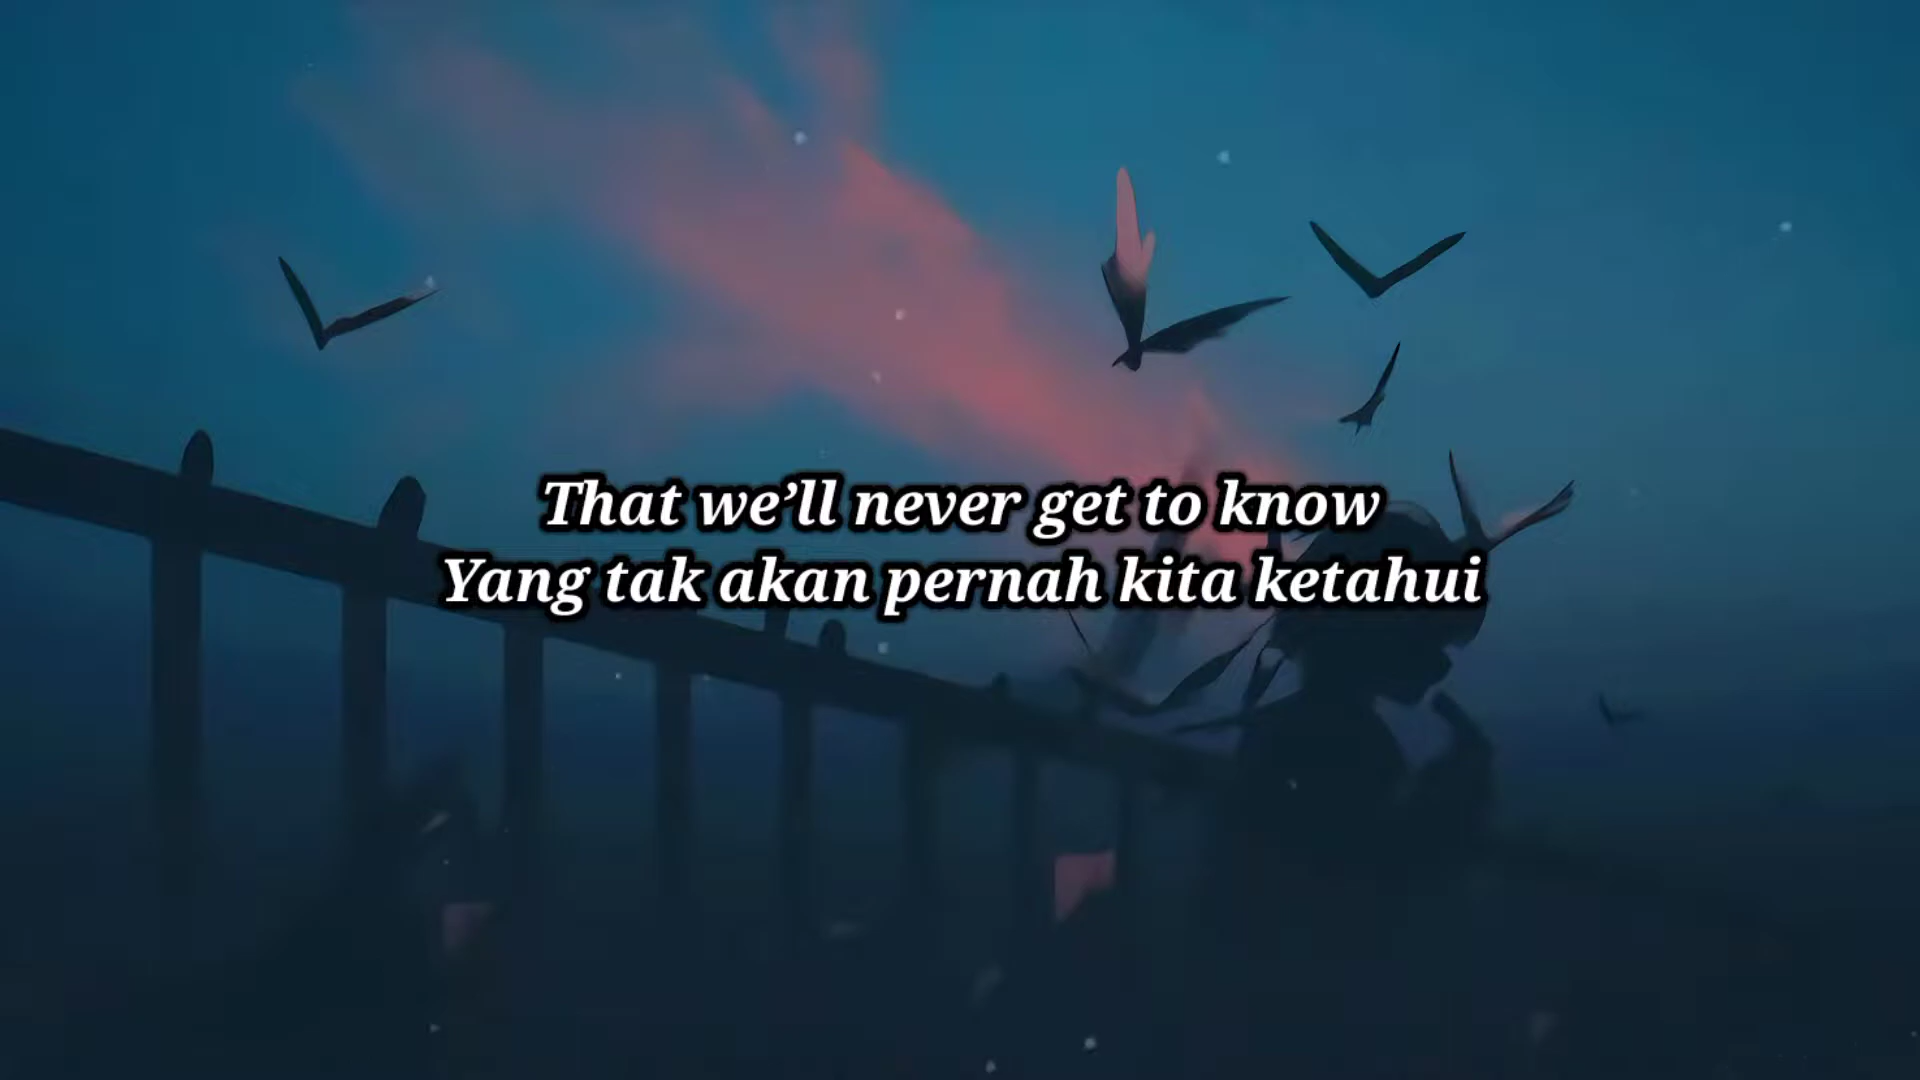 That we’ll never get to know
Yang tak akan pernah kita ketahui